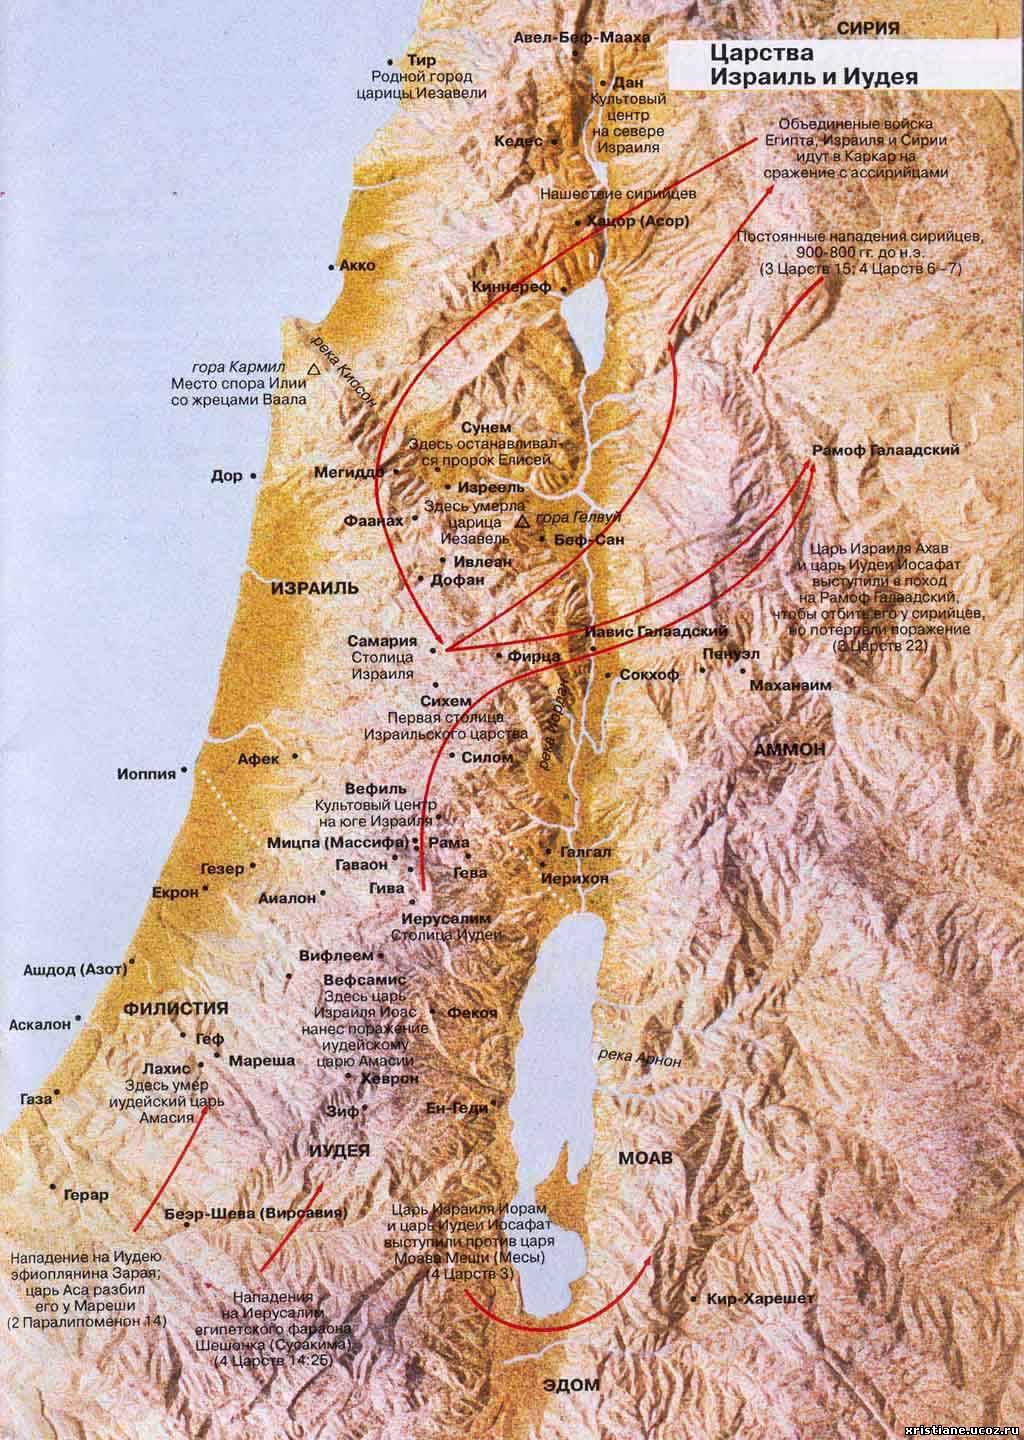 СИРИЯ
Царства
Израиль и Иудея
Авел-Беф-Мааха
Тир
Родной город
царицы Иезавели
Дан
Культовый
центр
на севере
Израиля
Кедес
Объединеные войска
Египта, Израиля и Сирии
идут в Каркар на
сражение с ассирийцами
Нашествие сирийцев
Хацор (Асор)
Постоянные нападения сирийцев,
900-800 гг. до н.э.
(3 Царств 15; 4 Царств 6–7)
Акко
Киннереф
река Киссон
гора Кармил
Место спора Илии
со жрецами Ваала
Сунем
Здесь останавливал-
ся пророк Елисей
Рамоф Галаадский
Дор
Мегиддо
Изреель
Здесь умерла
царица
Иезавель
Фаанах
гора Гелвуй
Беф-Сан
Ивлеан
Дофан
Царь Израиля Ахав
и царь Иудеи Иосафат
выступили в поход
на Рамоф Галаадский,
чтобы отбить его у сирийцев,
но потерпели поражение
(3 Царств 22)
ИЗРАИЛЬ
Самария
Столица
Израиля
Иавис Галаадский
Фирца
Пенуэл
Сокхоф
Маханаим
Сихем
Первая столица
Израильского царства
река Иордан
АММОН
Силом
Афек
Иоппия
Вефиль
Культовый центр
на юге Израиля
Мицпа (Массифа)
Рама
Галгал
Гаваон
Гева
Гезер
Иерихон
Гива
Екрон
Аиалон
Иерусалим
Столица Иудеи
Вифлеем
Ашдод (Азот)
Вефсамис
Здесь царь
Израиля Иоас
нанес поражение
иудейскому
царю Амасии
ФИЛИСТИЯ
Фекоя
Аскалон
Геф
Мареша
Лахис
Здесь умер
иудейский царь
Амасия
река Арнон
Хеврон
Газа
Зиф
Ен-Геди
ИУДЕЯ
МОАВ
Герар
Беэр-Шева (Вирсавия)
Царь Израиля Иорам
и царь Иудеи Иосафат
выступили против царя
Моава Меши (Месы)
(4 Царств 3)
Нападение на Иудею
эфиоплянина Зарая;
царь Аса разбил
его у Мареши
(2 Паралипоменон 14)
Нападения
на Иерусалим
египетского фараона
Шешонка (Сусакима)
(4 Царств 14:25)
Кир-Харешет
ЭДОМ
xristiane.ucoz.ru